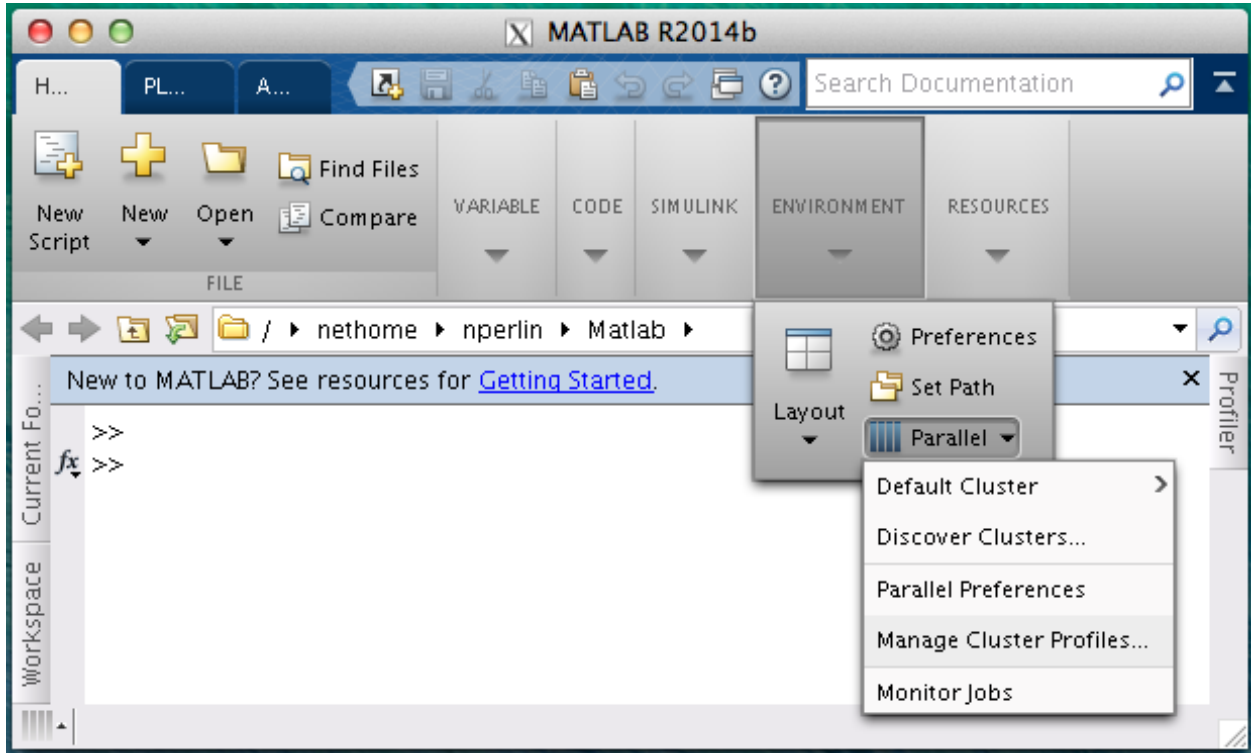 MATLAB R2014b
H...
PL...
A...
Search Documentation
New Script
New
Open
Find Files
Compare
FILE
VARIABLE
CODE
SIMULINK
ENVIRONMENT
RESOURCES
/ nethome nperlin Matlab
New to MATLAB? See resources for Getting Started.
Layout
Preferences
Set Path
Parallel
Default Cluster
Discover Clusters...
Parallel Preferences
Manage Cluster Profiles...
Monitor Jobs
>>
fx >>
Current Fo...
Workspace
Profiler